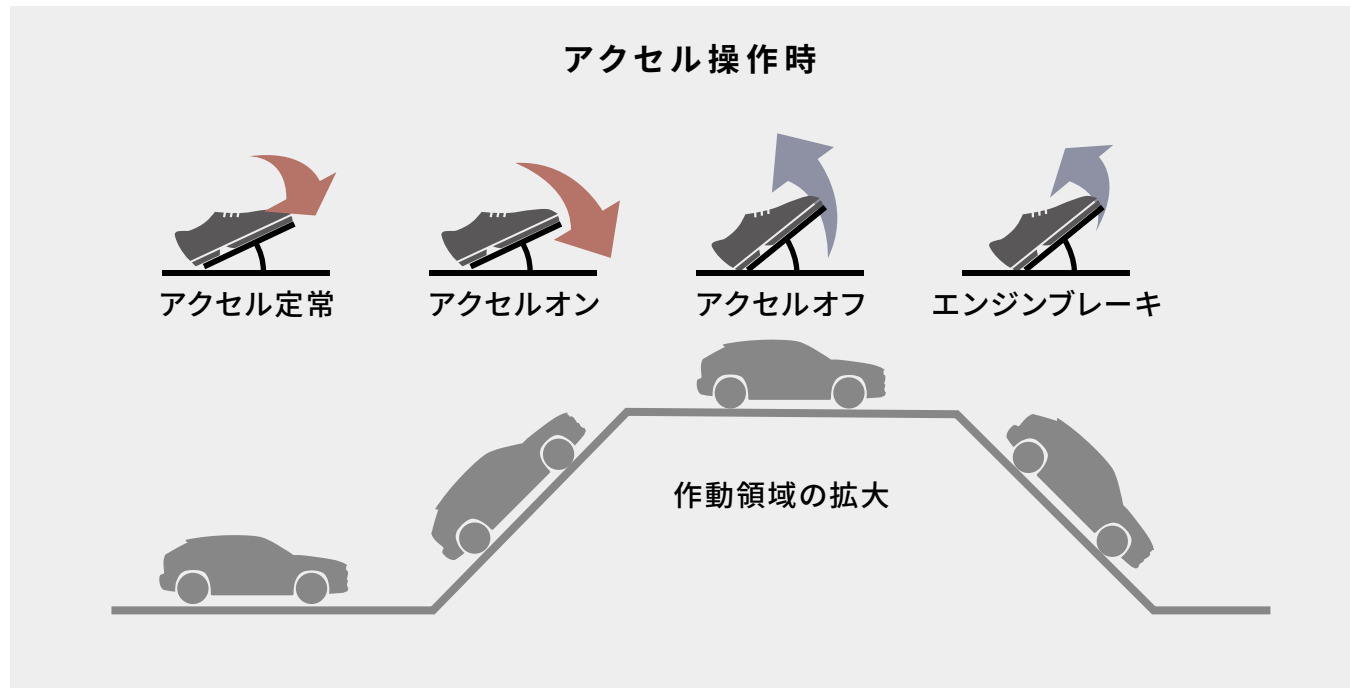 アクセル操作時
アクセル定常
アクセルオン
アクセルオフ
エンジンブレーキ
作動領域の拡大